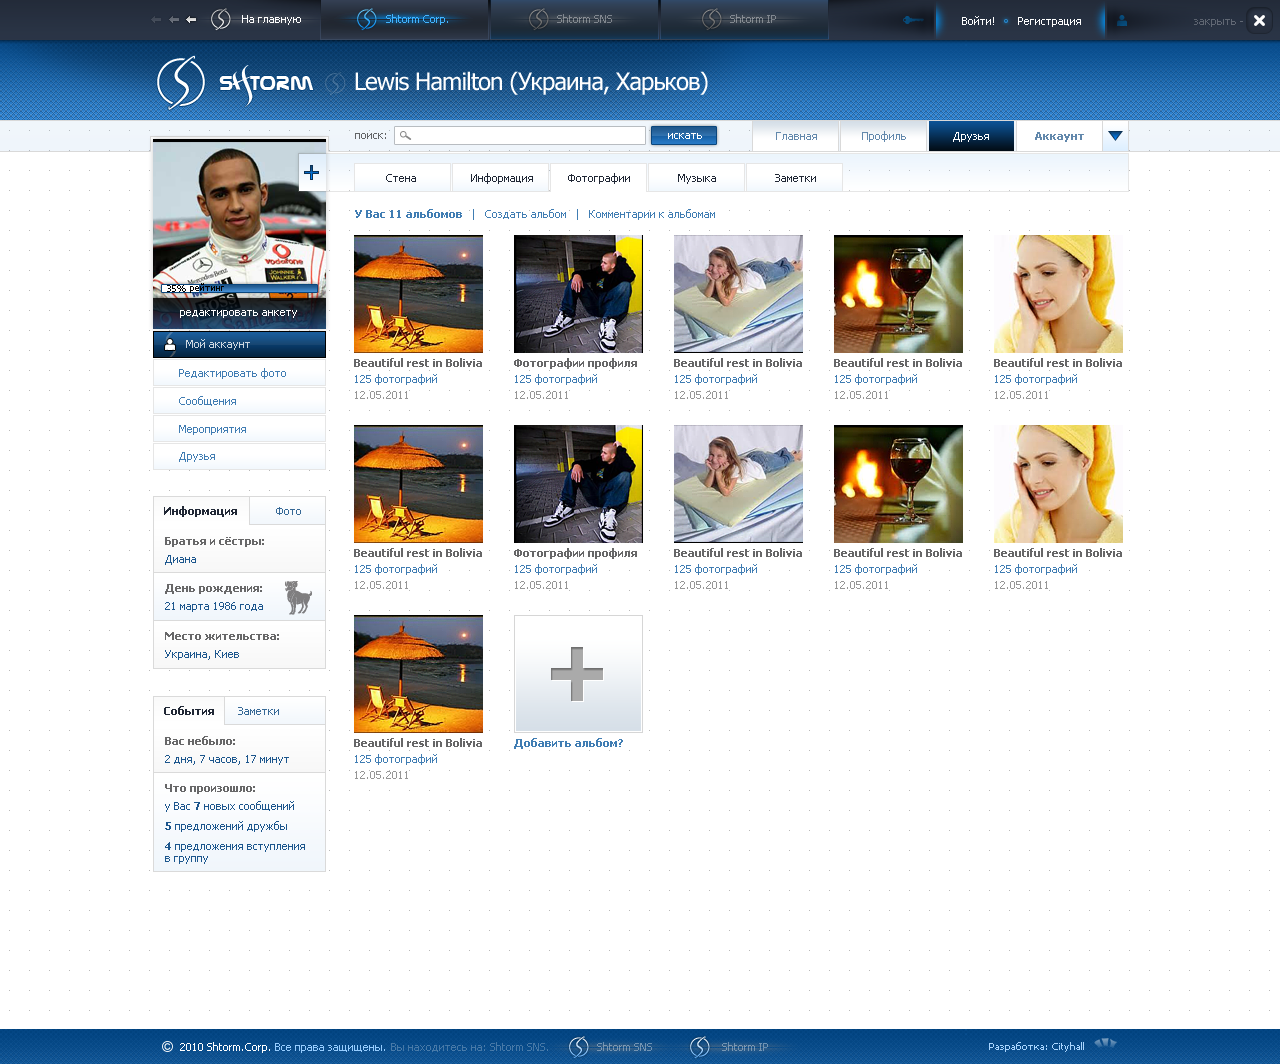 На главную
Shtorm Corp.
Shtorm SNS
Shtorm IP
Войти!
Регистрация
закрыть -
SHTORM
Lewis Hamilton (Украина, Харьков)
поиск:
искать
Главная
Профиль
Друзья
Аккаунт
Стена
Информация
Фотографии
Музыка
Заметки
35% рейтинг
редактировать анкету
Мой аккаунт
Редактировать фото
Сообщения
Мероприятия
Друзья
Информация
Фото
Братья и сёстры:
Диана
День рождения:
21 марта 1986 года
Место жительства:
Украина, Киев
События
Заметки
Вас небыло:
2 дня, 7 часов, 17 минут
Что произошло:
у Вас 7 новых сообщений
5 предложений дружбы
4 предложения вступления
в группу
У Вас 11 альбомов | Создать альбом | Комментарии к альбомам
Beautiful rest in Bolivia
125 фотографий
12.05.2011
Фотографии профиля
125 фотографий
12.05.2011
Beautiful rest in Bolivia
125 фотографий
12.05.2011
Beautiful rest in Bolivia
125 фотографий
12.05.2011
Beautiful rest in Bolivia
125 фотографий
12.05.2011
Beautiful rest in Bolivia
125 фотографий
12.05.2011
Фотографии профиля
125 фотографий
12.05.2011
Beautiful rest in Bolivia
125 фотографий
12.05.2011
Beautiful rest in Bolivia
125 фотографий
12.05.2011
Beautiful rest in Bolivia
125 фотографий
12.05.2011
Beautiful rest in Bolivia
125 фотографий
12.05.2011
Добавить альбом?
© 2010 Shtorm.Corp. Все права защищены. Вы находитесь на: Shtorm SNS.
Shtorm SNS
Shtorm IP
Разработка: Cityhall